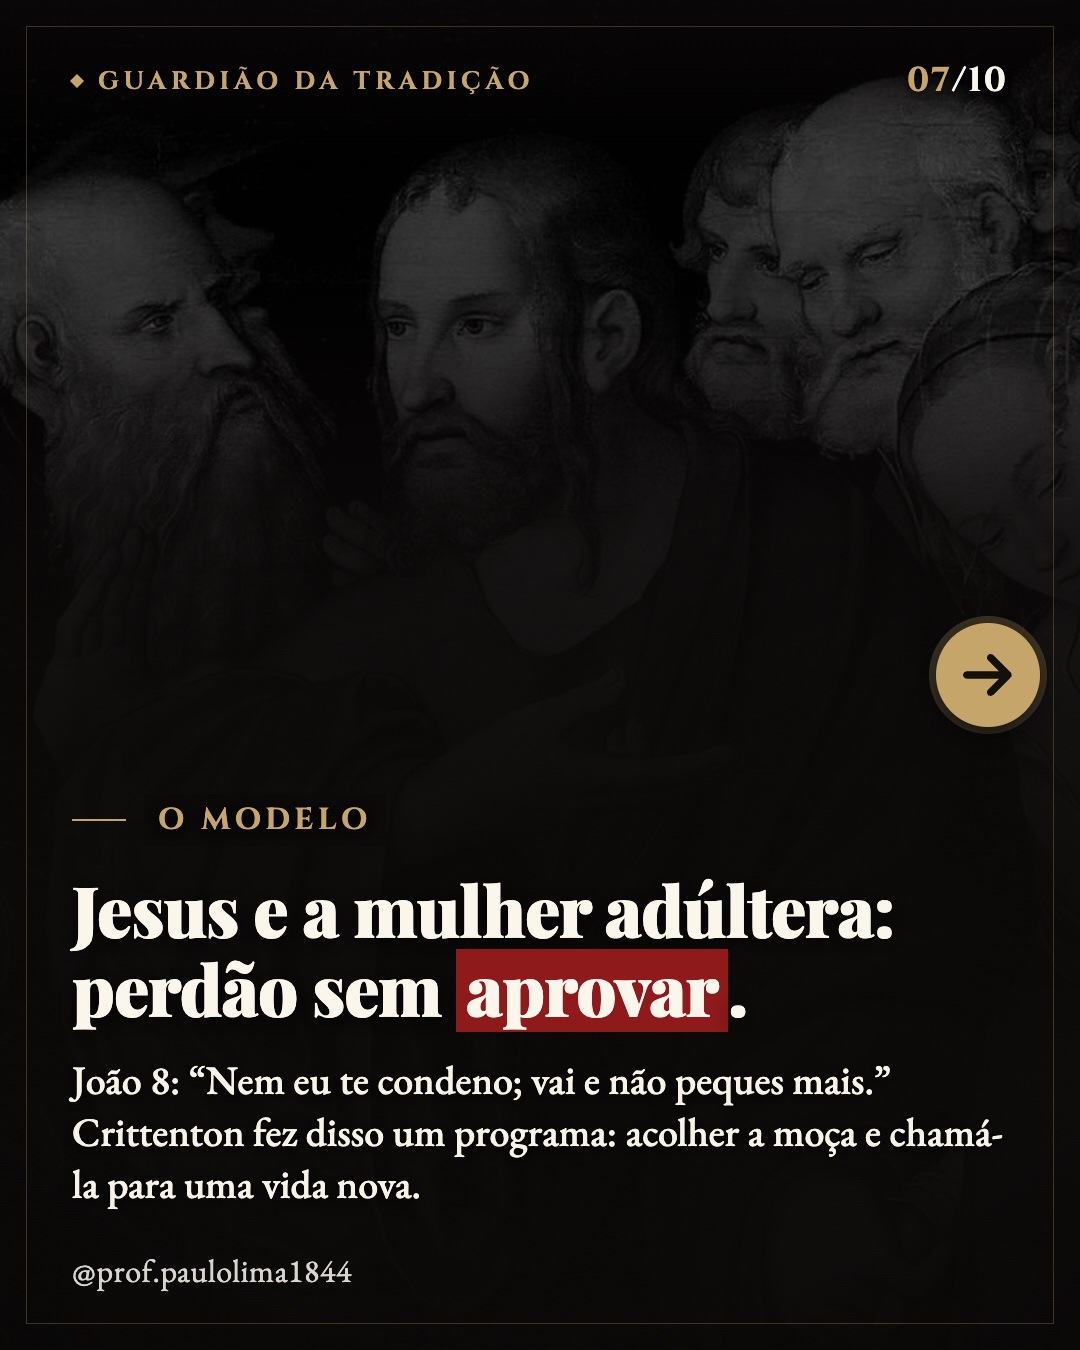 GUARDIÃO DA TRADIÇÃO
07/10
O MODELO
Jesus e a mulher adúltera:
perdão sem aprovar.
João 8: “Nem eu te condeno; vai e não peques mais.”
Crittenton fez disso um programa: acolher a moça e chamá-
la para uma vida nova.
@prof.paulolima1844